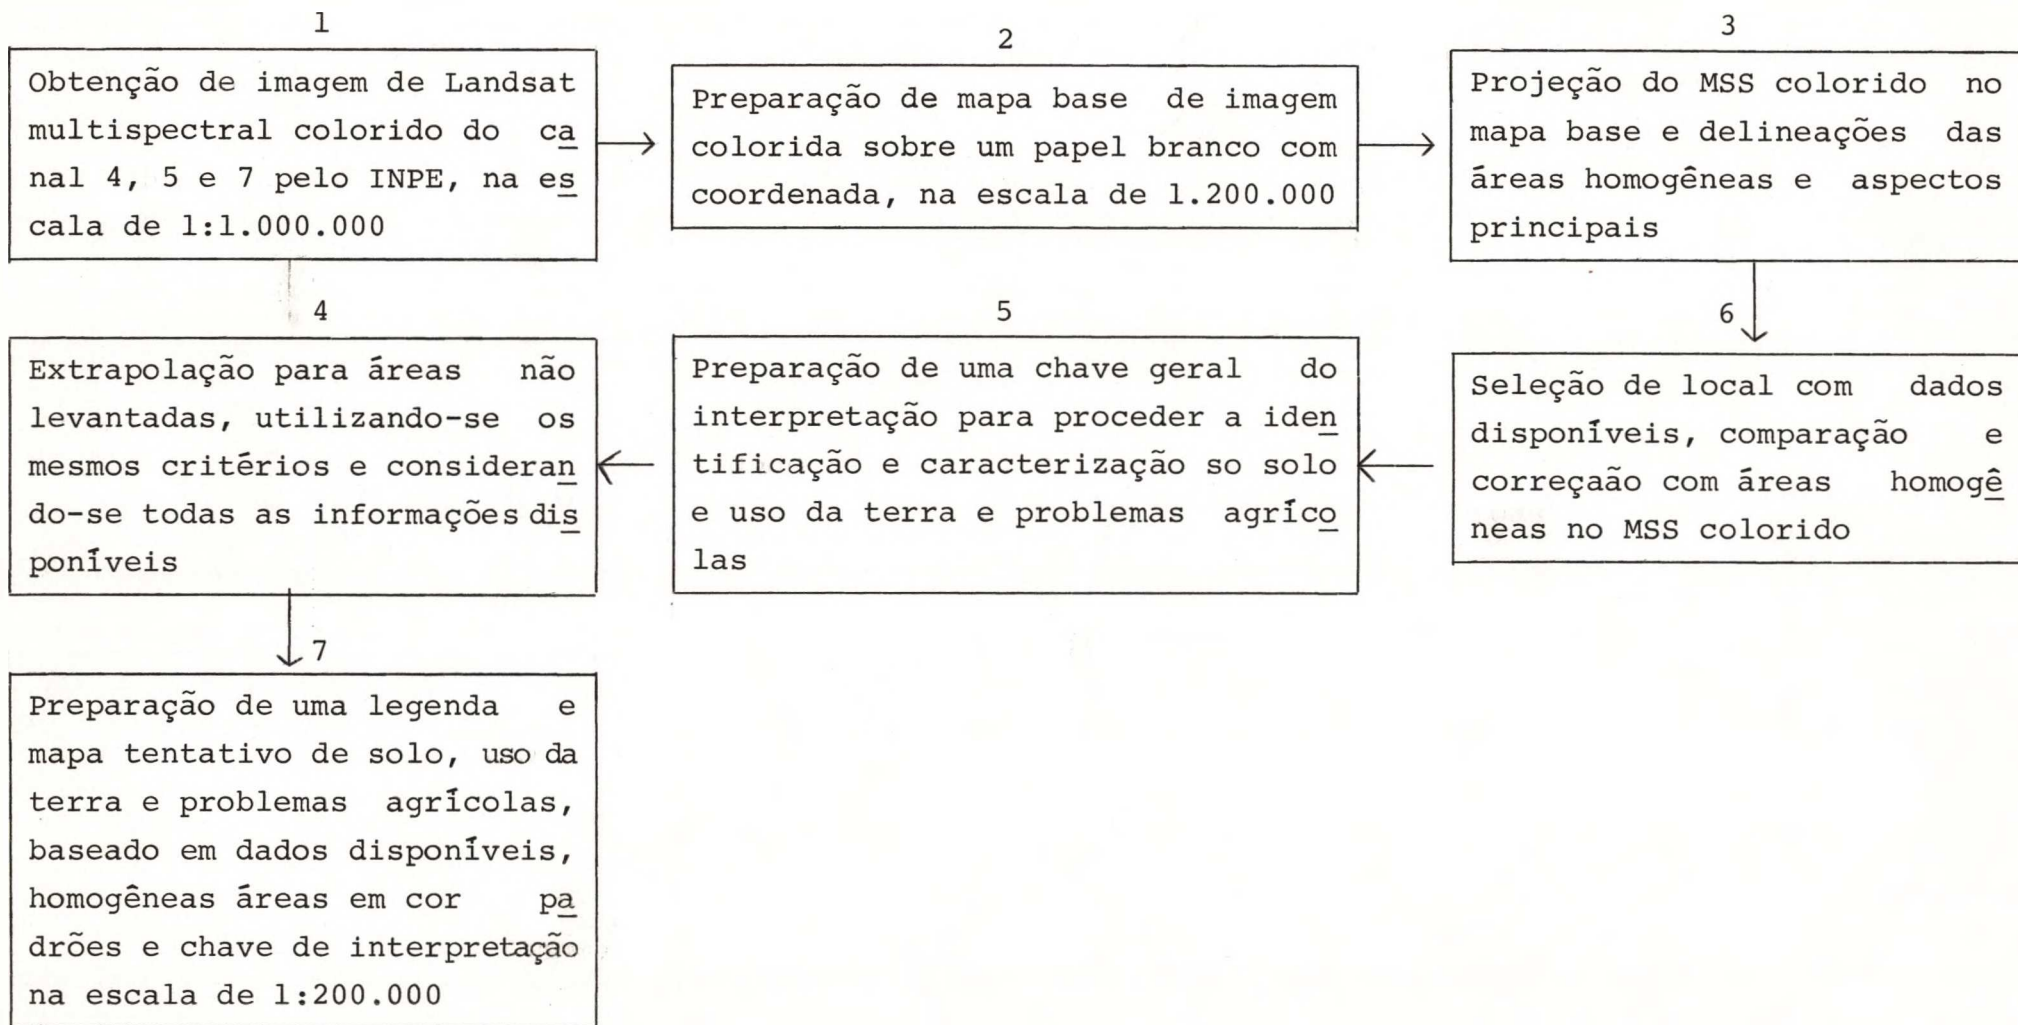 1
Obtenção de imagem de Landsat
multispectral colorido do ca
nal 4, 5 e 7 pelo INPE, na es
cala de 1:1.000.000
2
Preparação de mapa base de imagem
colorida sobre um papel branco com
coordenada, na escala de 1.200.000
3
Projeção do MSS colorido no
mapa base e delineações das
áreas homogêneas e aspectos
principais
4
Extrapolação para áreas não
levantadas, utilizando-se os
mesmos critérios e consideran
do-se todas as informações dis
poníveis
5
Preparação de uma chave geral do
interpretação para proceder a iden
tificação e caracterização so solo
e uso da terra e problemas agríco
las
6
Seleção de local com dados
disponíveis, comparação e
correçaão com áreas homogê
neas no MSS colorido
7
Preparação de uma legenda e
mapa tentativo de solo, uso da
terra e problemas agrícolas,
baseado em dados disponíveis,
homogêneas áreas em cor pa
drões e chave de interpretação
na escala de 1:200.000